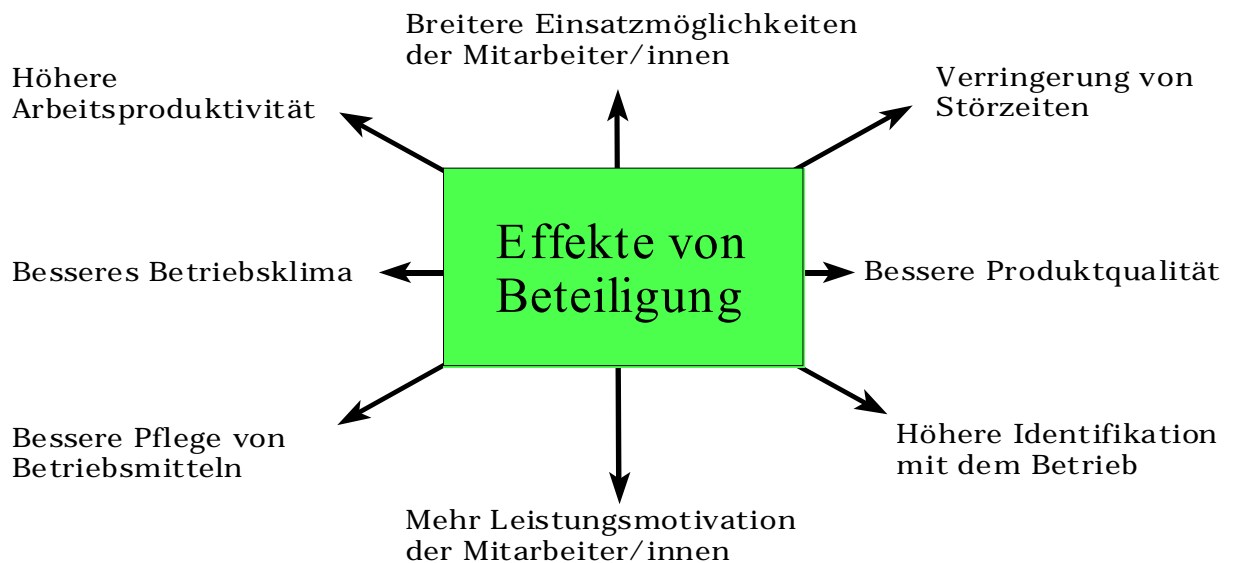 Breitere Einsatzmöglichkeiten
der Mitarbeiter/innen
Höhere
Arbeitsproduktivität
Verringerung von
Störzeiten
Effekte von
Beteiligung
Besseres Betriebsklima
Bessere Produktqualität
Bessere Pflege von
Betriebsmitteln
Höhere Identifikation
mit dem Betrieb
Mehr Leistungsmotivation
der Mitarbeiter/innen